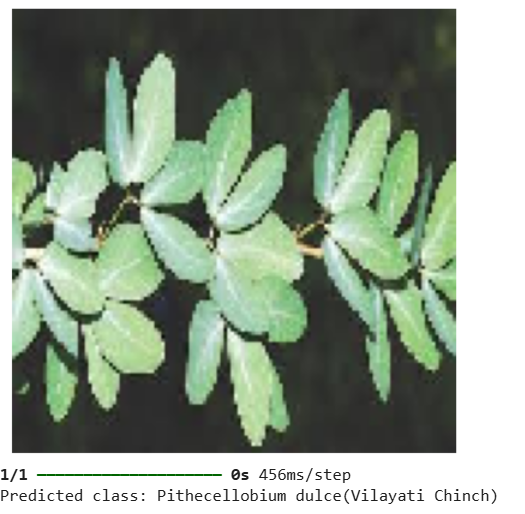 1/1 ━━━━━━━━━━━━━━━━━━━━ 0s 456ms/step
Predicted class: Pithecellobium dulce(Vilayati Chinch)